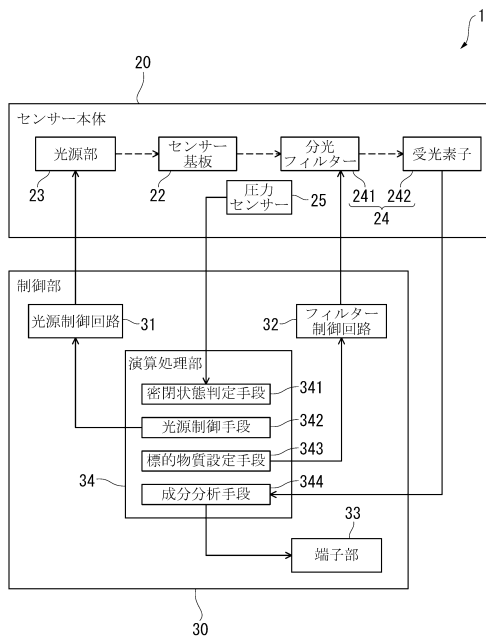 1
20
センサー本体
光源部
センサー
基板
分光
フィルター
受光素子
23
22
241
242
24
圧力
センサー
25
制御部
光源制御回路
31
32
フィルター
制御回路
演算処理部
密閉状態判定手段
341
光源制御手段
342
標的物質設定手段
343
成分分析手段
344
34
33
端子部
30